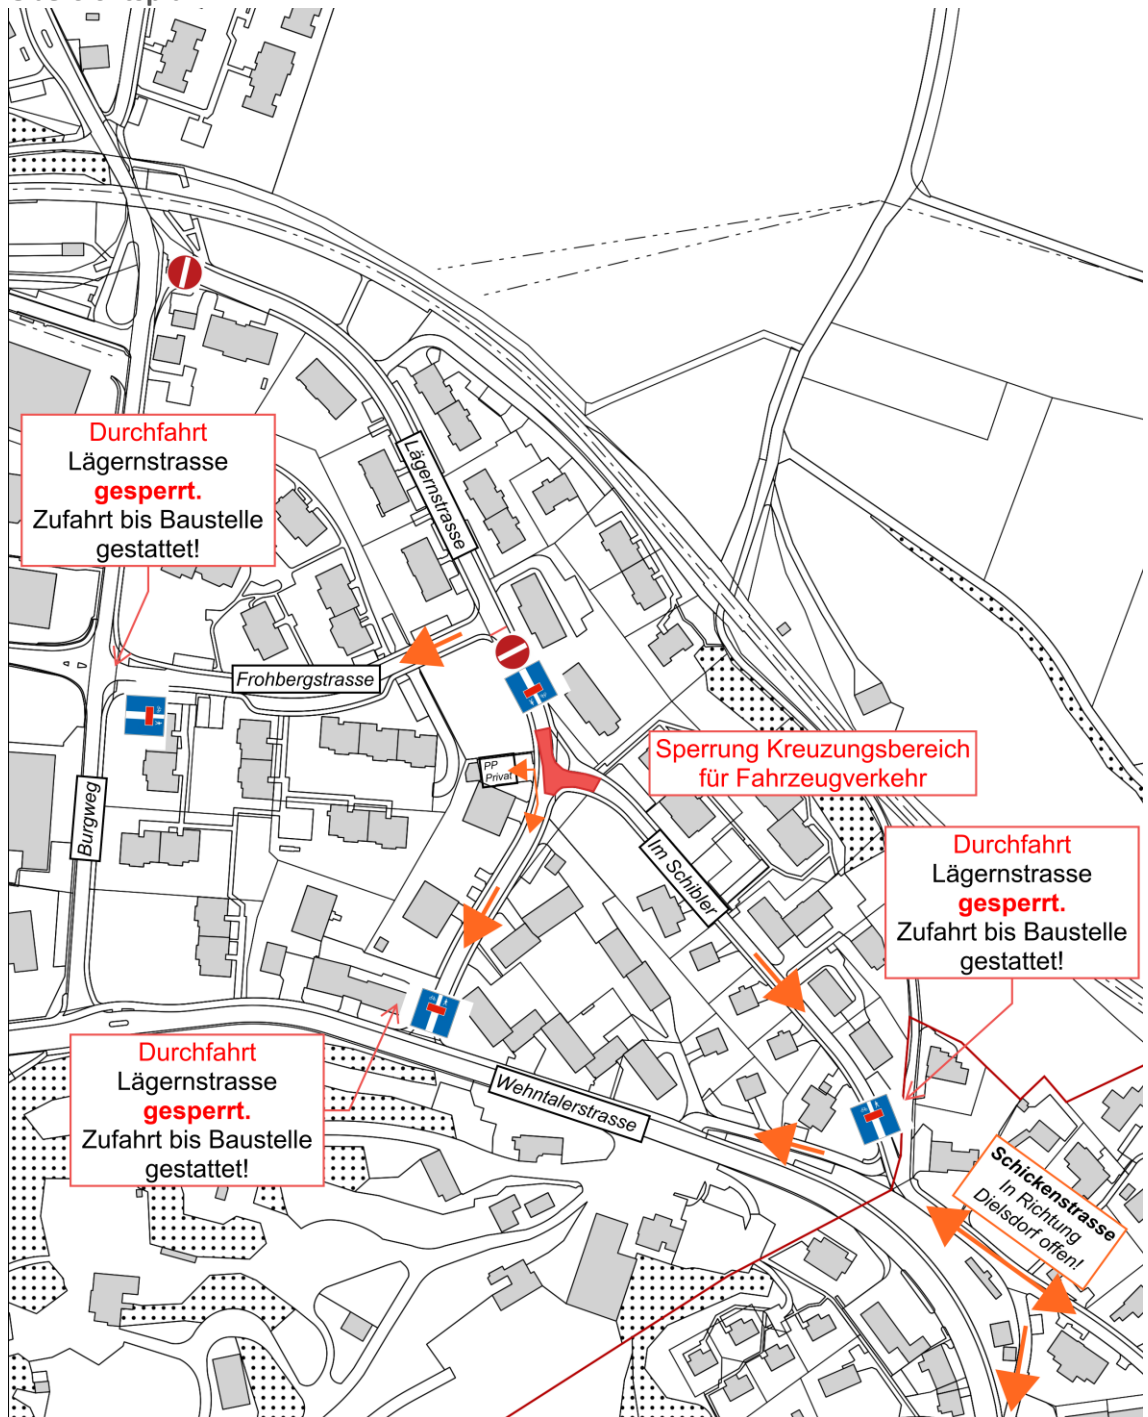 Durchfahrt
Lägernstrasse
gesperrt.
Zufahrt bis Baustelle
gestattet!
Lägernstrasse
Frohbergstrasse
Burgweg
PP
Privat
Sperrung Kreuzungsbereich
für Fahrzeugverkehr
Im Schibler
Durchfahrt
Lägernstrasse
gesperrt.
Zufahrt bis Baustelle
gestattet!
Durchfahrt
Lägernstrasse
gesperrt.
Zufahrt bis Baustelle
gestattet!
Wehntalerstrasse
Schickenstrasse
In Richtung
Dielsdorf offen!